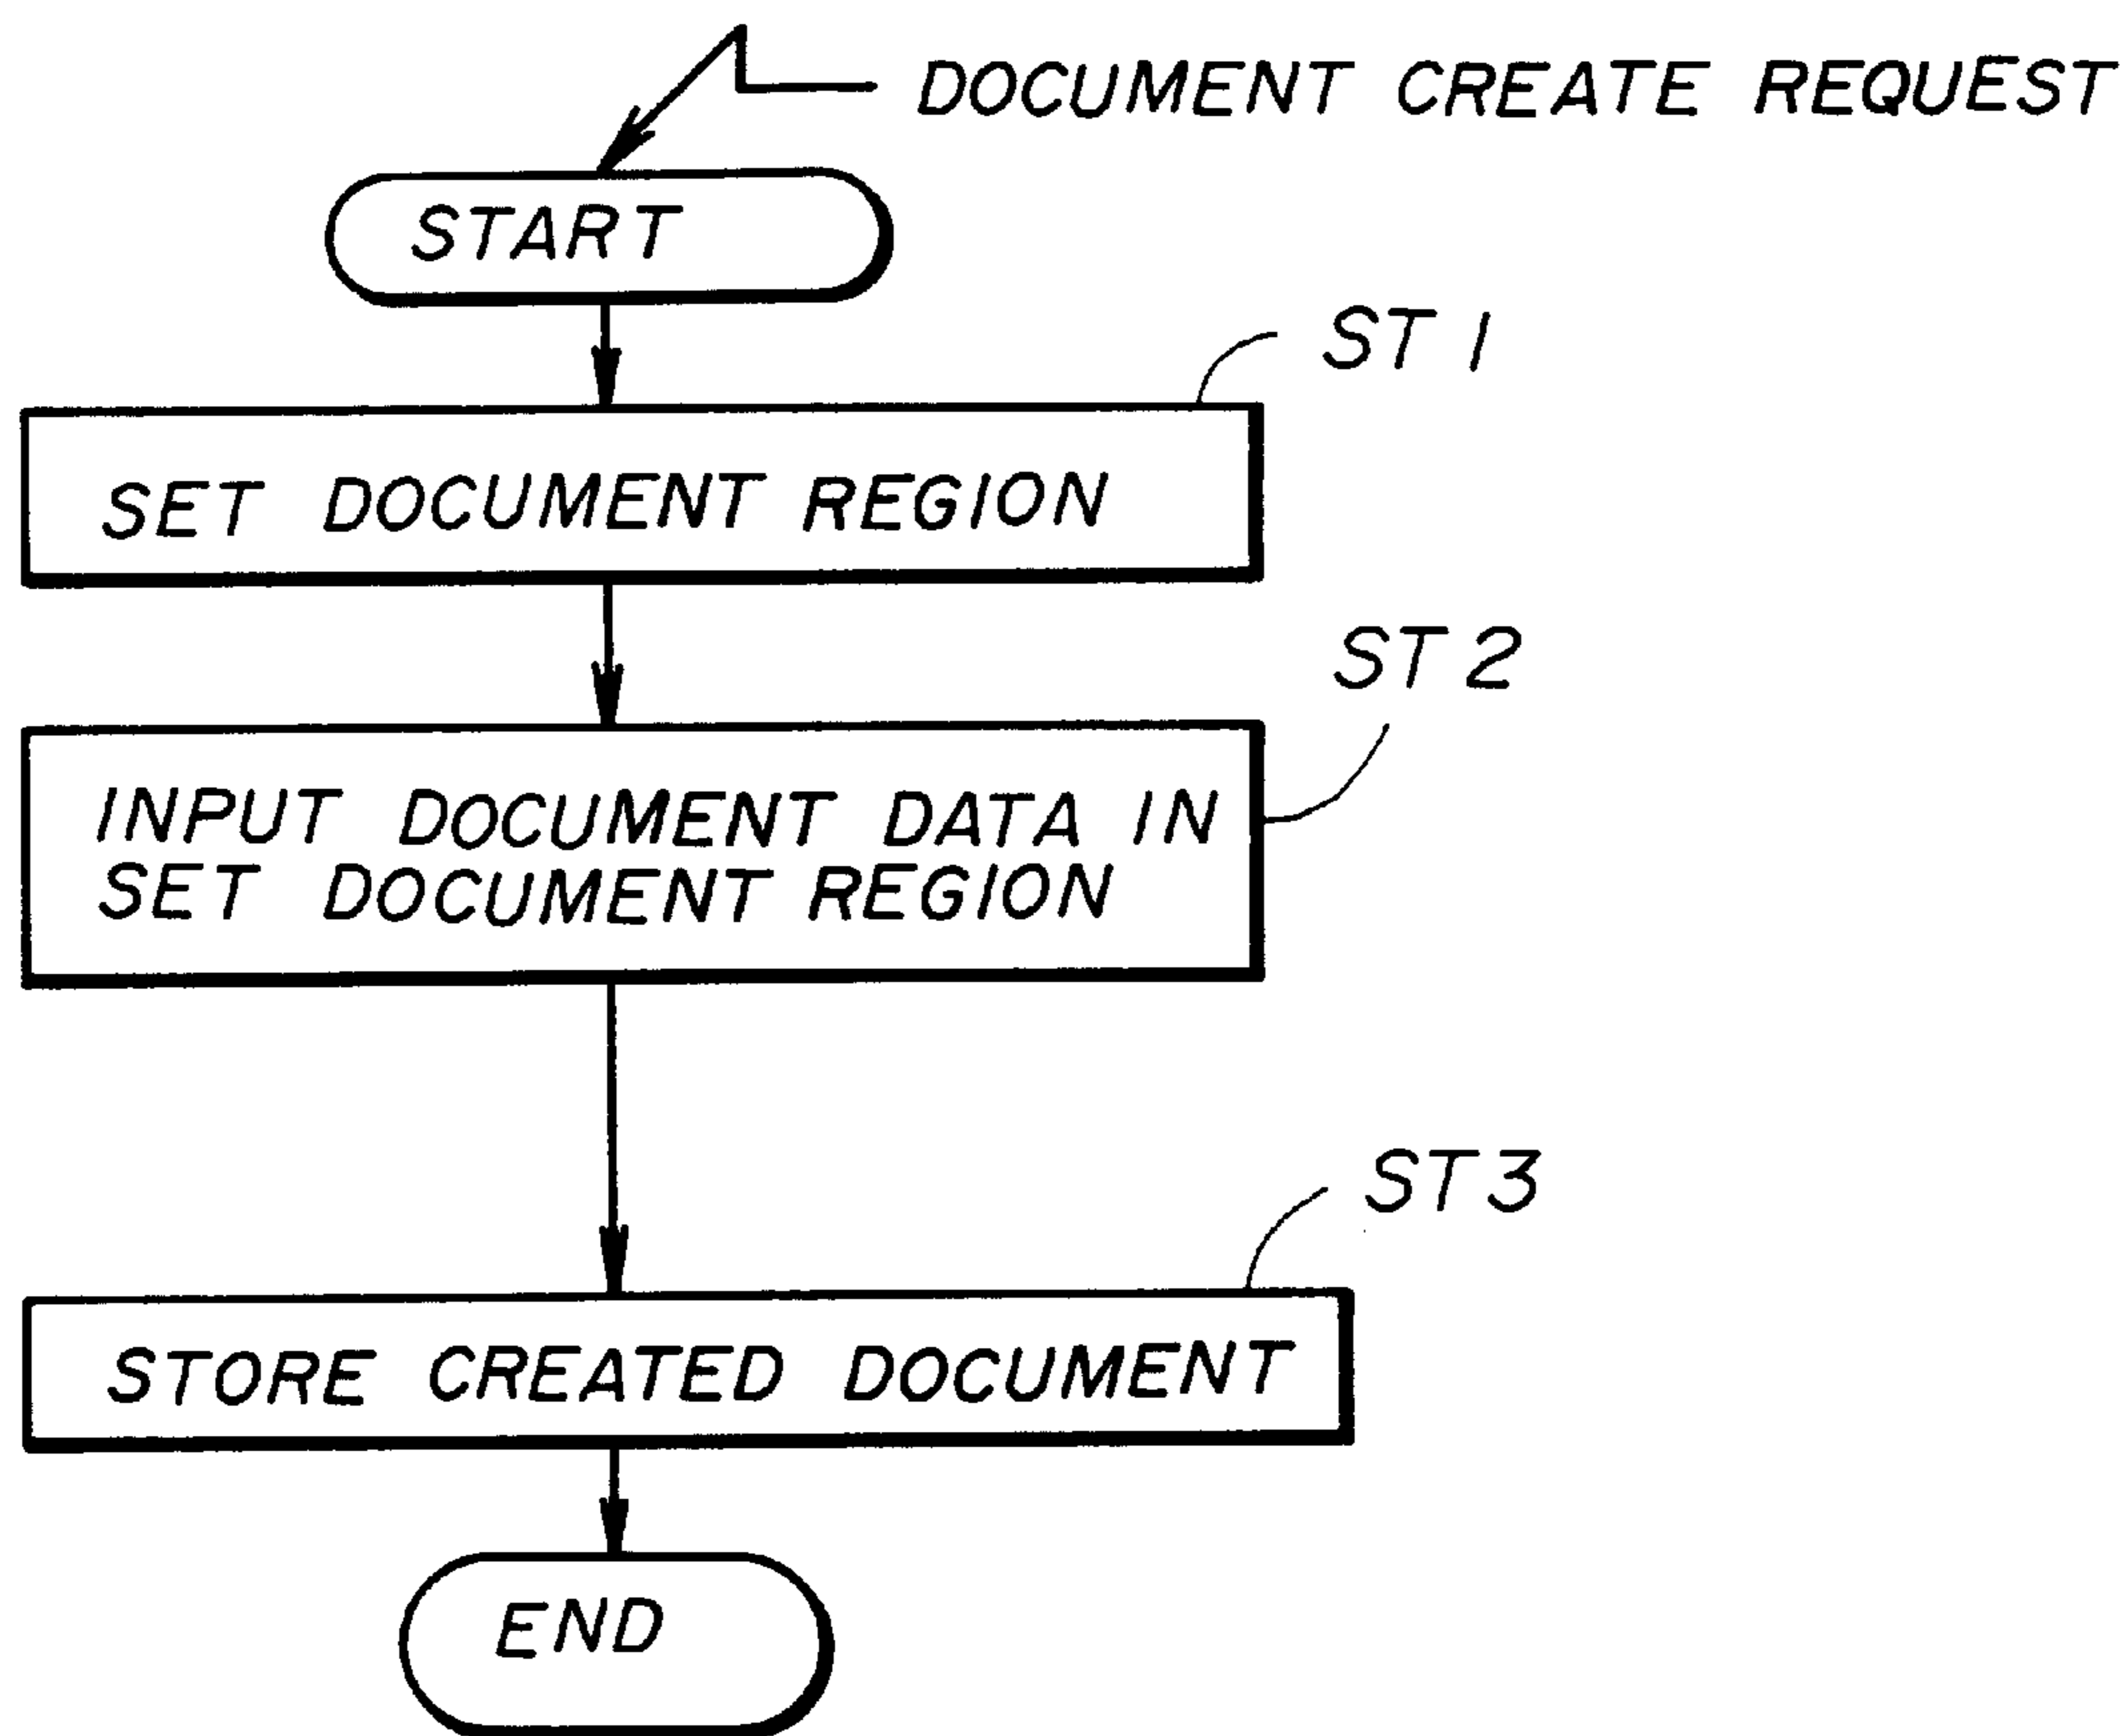 DOCUMENT CREATE REQUEST
START
ST 1
SET DOCUMENT REGION
ST 2
INPUT DOCUMENT DATA IN
SET DOCUMENT REGION
ST 3
STORE CREATED DOCUMENT
END